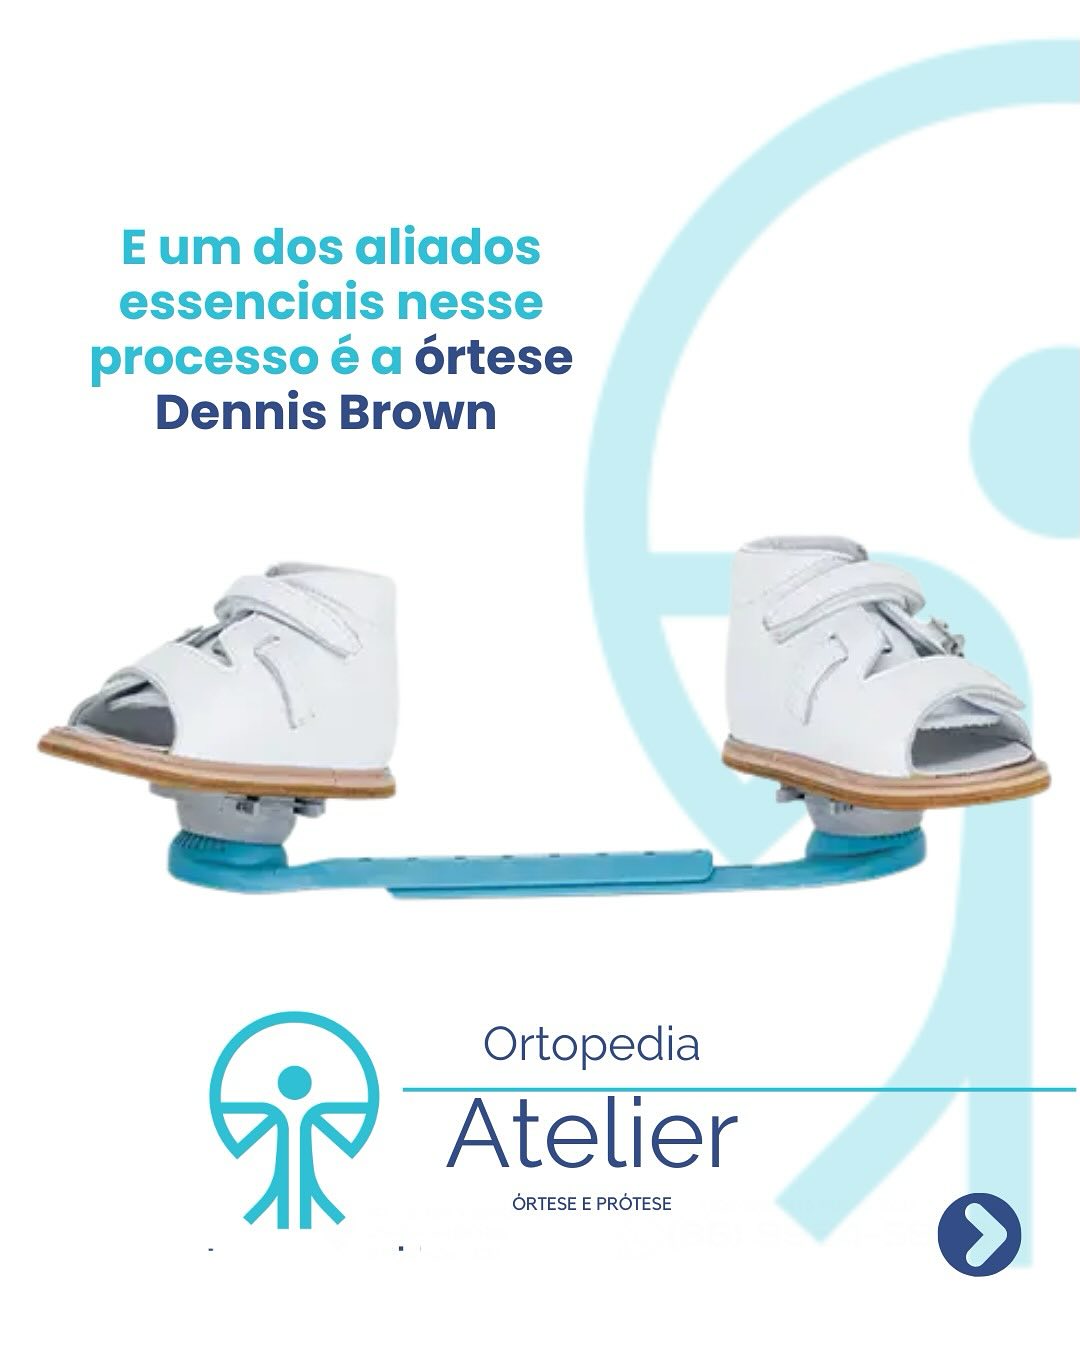 E um dos aliados
essenciais nesse
processo é a órtese
Dennis Brown
Ortopedia
Atelier
ÓRTESE E PRÓTESE